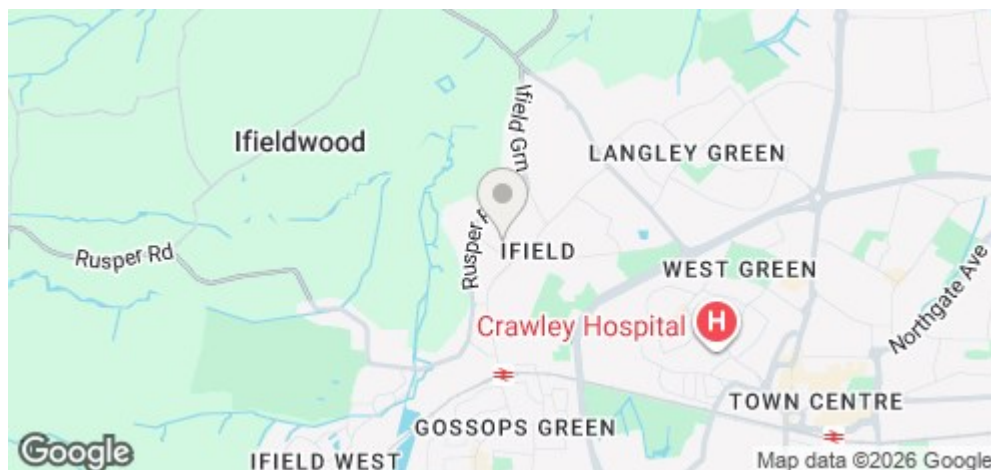 Ifield Grn
Ifieldwood
LANGLEY GREEN
Rusper
Rusper Rd
IFIELD
WEST GREEN
Northgate Ave
Crawley Hospital
H
TOWN CENTRE
GOSSOPS GREEN
IFIELD WEST
Google
Map data ©2026 Google